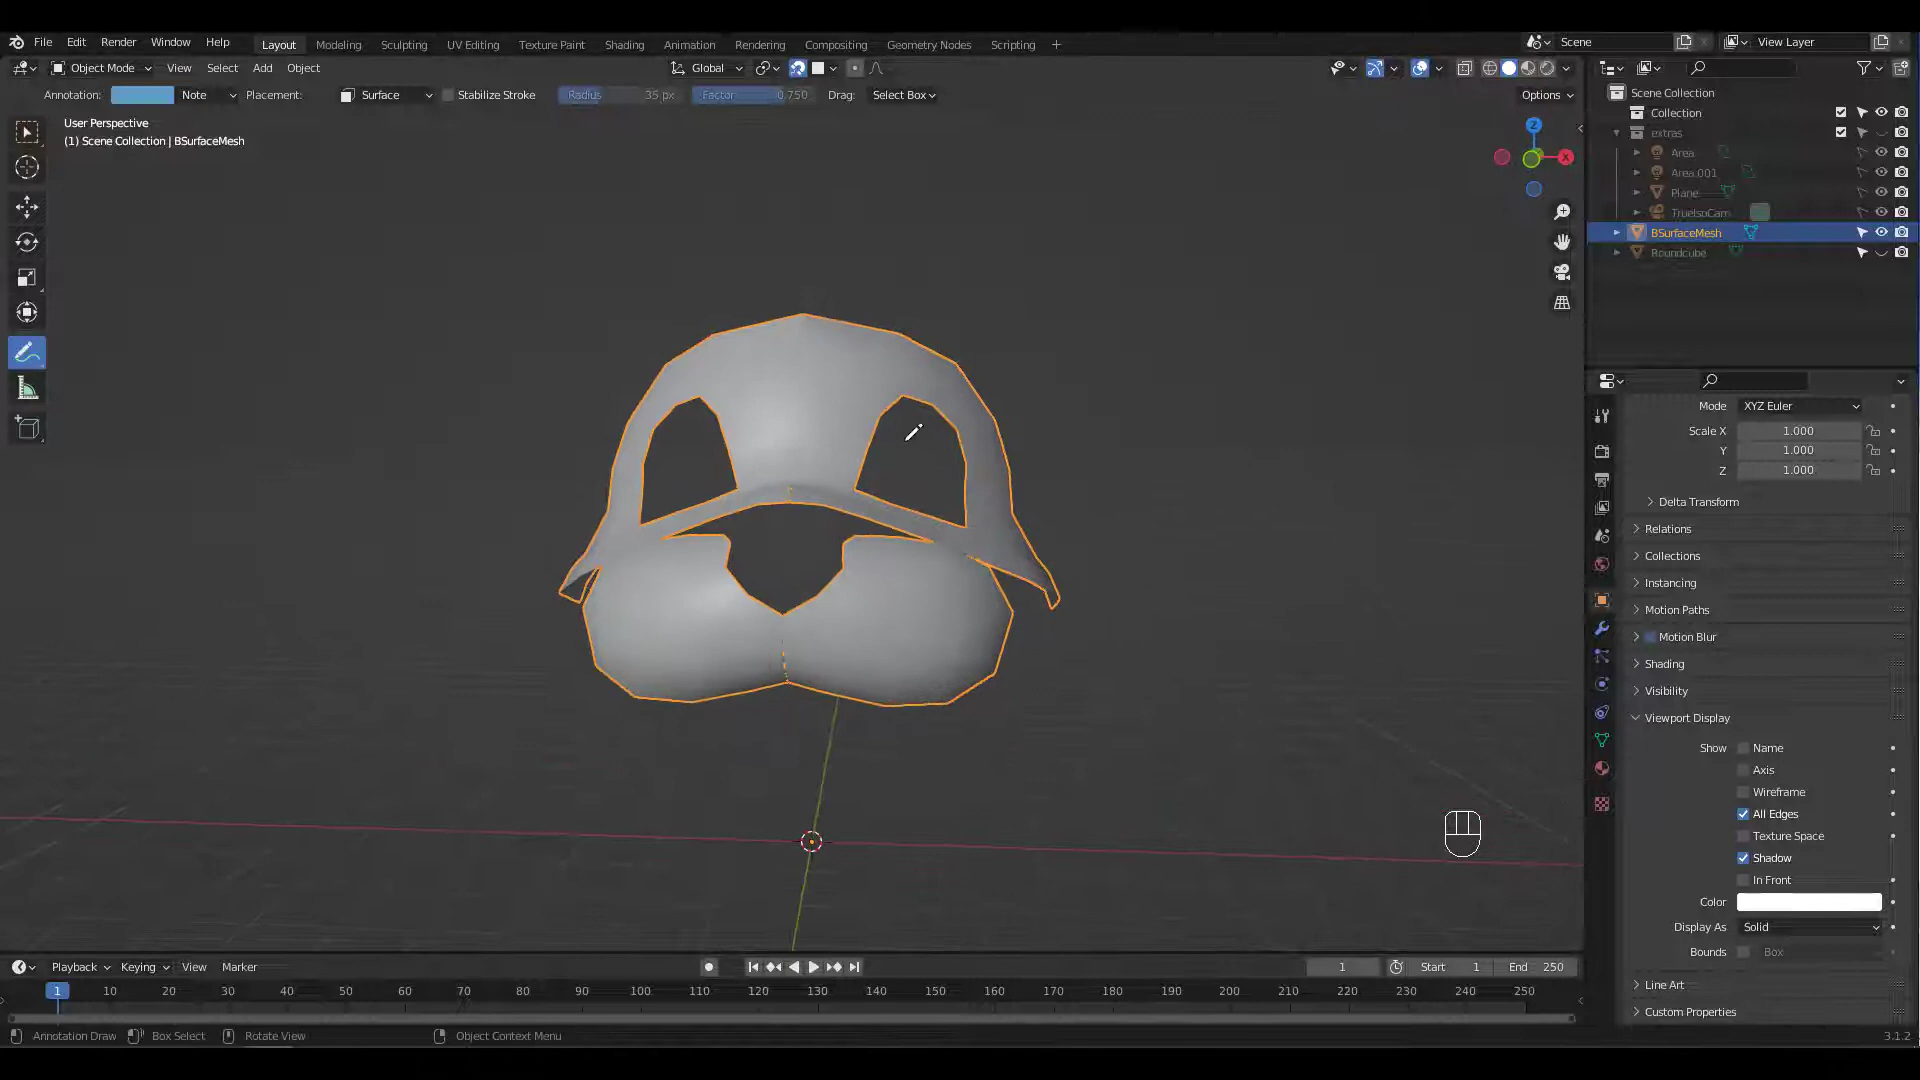 File Edit Render Window Help Layout Modeling Sculpting UV Editing Texture Paint Shading Animation Rendering Compositing Geometry Nodes Scripting + Scene View Layer
Object Mode View Select Add Object Global
Annotation: Note Placement: Surface Stabilize Stroke Radius 35 px Factor 0.750 Drag: Select Box Options
User Perspective
(1) Scene Collection | BSurfaceMesh
Z
X
Scene Collection
Collection
extras
Area
Area.001
Plane
TrueIsoCam
BSurfaceMesh
Roundcube
Mode XYZ Euler
Scale X 1.000
Y 1.000
Z 1.000
Delta Transform
Relations
Collections
Instancing
Motion Paths
Motion Blur
Shading
Visibility
Viewport Display
Show Name
Axis
Wireframe
All Edges
Texture Space
Shadow
In Front
Color
Display As Solid
Bounds Box
Line Art
Custom Properties
Playback Keying View Marker 1 Start 1 End 250
1 10 20 30 40 50 60 70 80 90 100 110 120 130 140 150 160 170 180 190 200 210 220 230 240 250
Annotation Draw Box Select Rotate View Object Context Menu 3.1.2